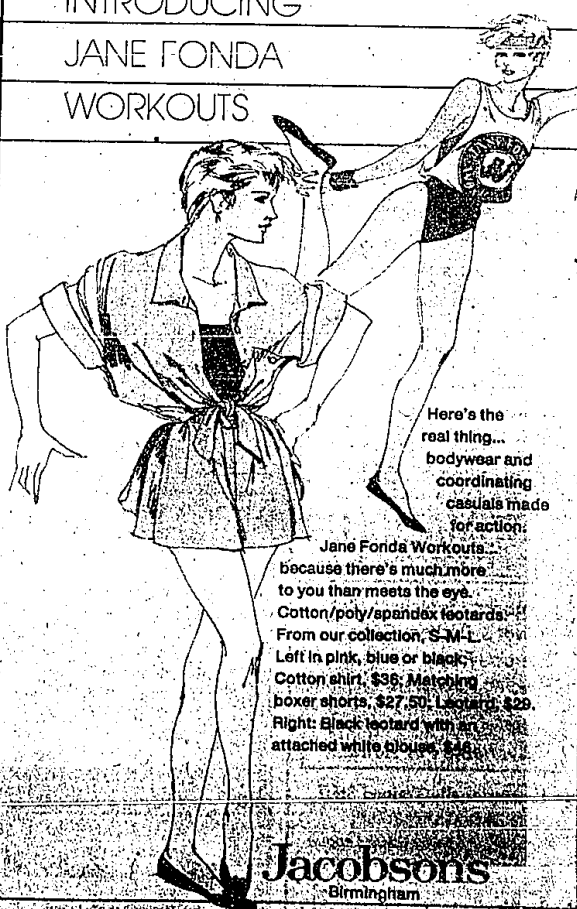 INTRODUCING
JANE FONDA
WORKOUTS
Here's the
real thing...
bodywear and
coordinating
casuals made
for action.
Jane Fonda Workouts...
because there's much more
to you than meets the eye.
Cotton/poly/spandex leotards.
From our collection, S-M-L.
Left in pink, blue or black,
Cotton shirt, $36; Matching
boxer shorts, $27.50; Leotard, $29.
Right: Black leotard with an
attached white blouse,
Jacobson's
Birmingham